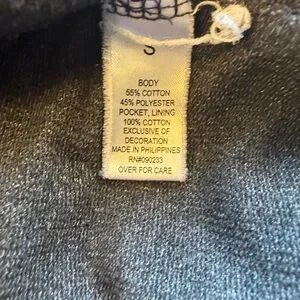 S
BODY
55% COTTON
45% POLYESTER
POCKET, LINING
100% COTTON
EXCLUSIVE OF
DECORATION
MADE IN PHILIPPINES
RN#090233
OVER FOR CARE